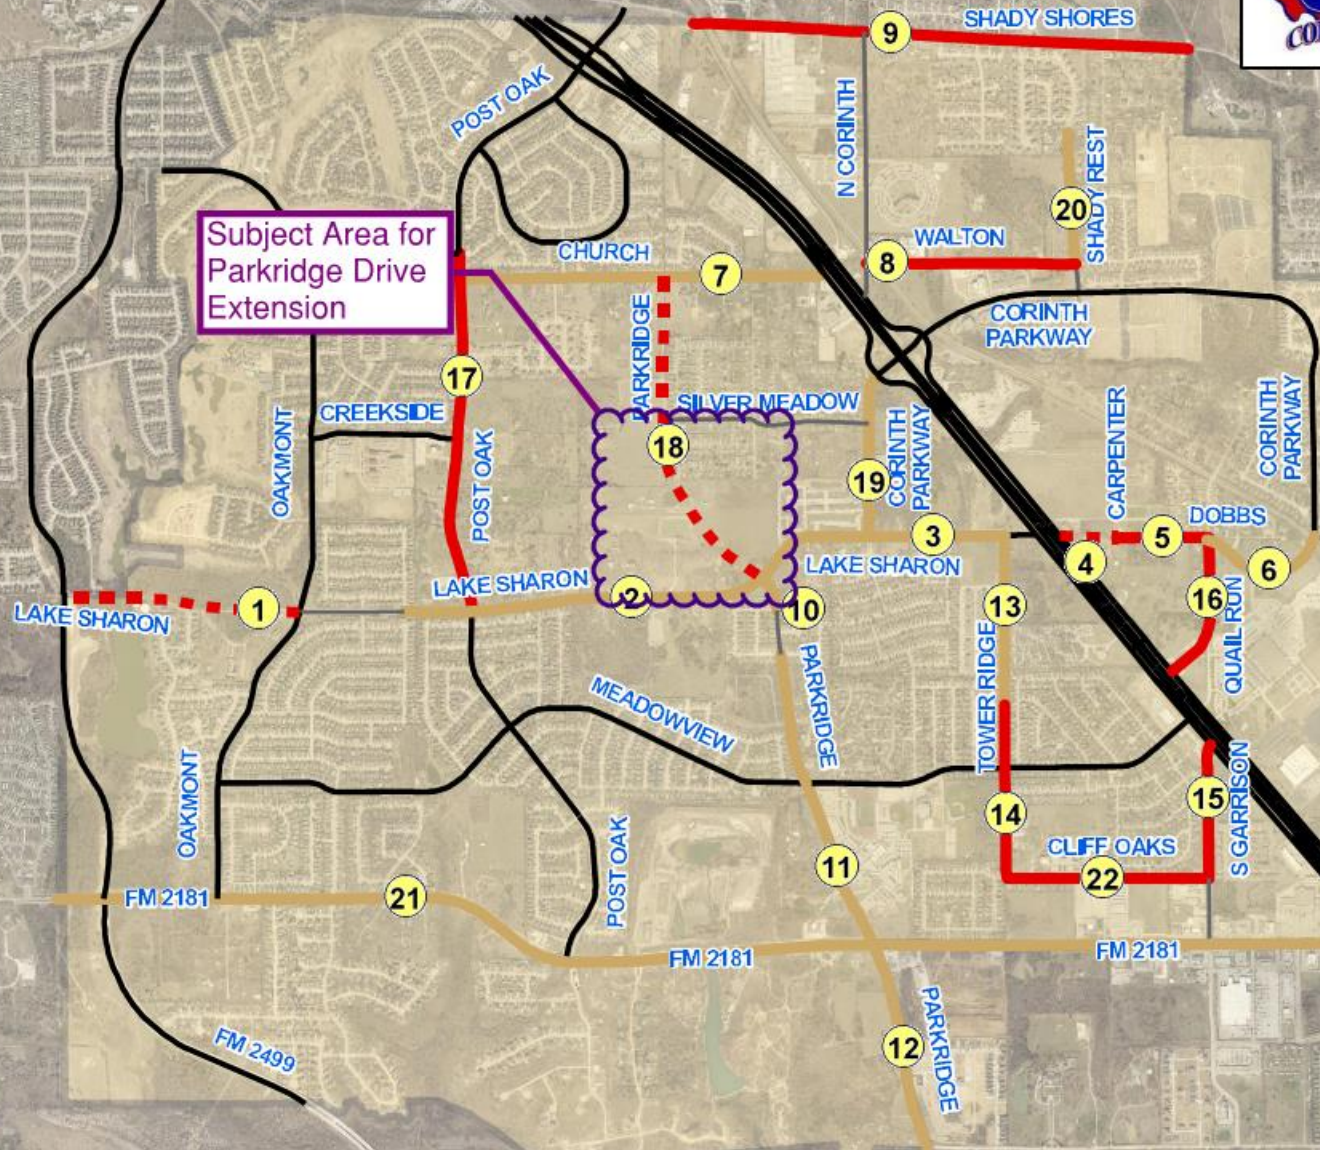 SHADY SHORES
9
CO
POST OAK
N CORINTH
SHADY REST
20
Subject Area for
Parkridge Drive
Extension
CHURCH
7
WALTON
8
PARKRIDGE
CORINTH
PARKWAY
17
CREEKSIDE
SILVER MEADOW
OAKMONT
POST OAK
18
19
CORINTH
PARKWAY
CARPENTER
CORINTH
PARKWAY
3
DOBBS
5
4
6
LAKE SHARON
LAKE SHARON
1
LAKE SHARON
2
10
13
16
QUAIL RUN
TOWER RIDGE
PARKRIDGE
MEADOWVIEW
OAKMONT
14
15
S GARRISON
CLIFF OAKS
22
POST OAK
11
FM 2181
21
FM 2181
FM 2181
PARKRIDGE
12
FM 2499